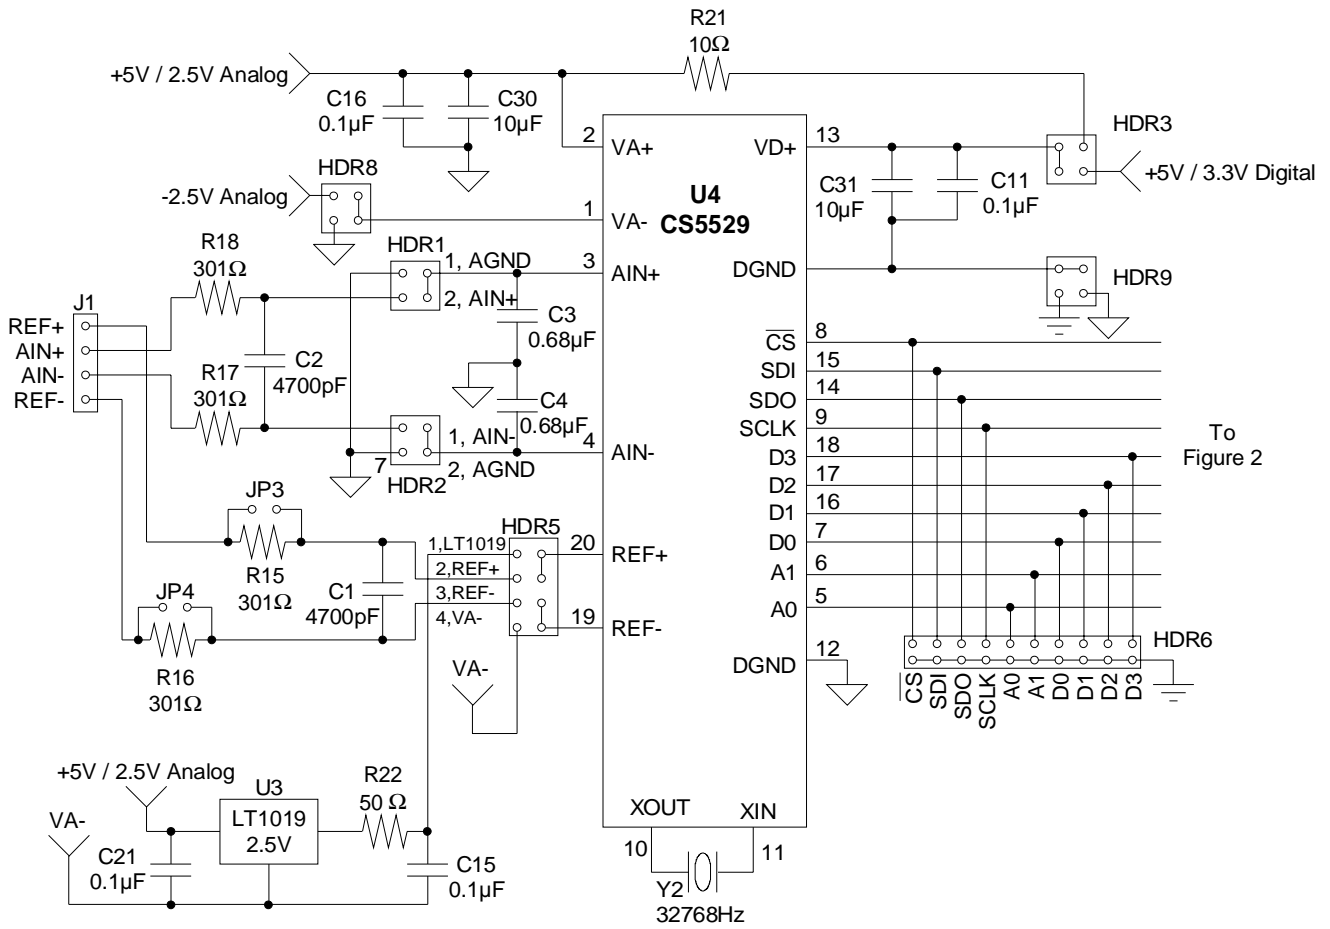 R21
10Ω
+5V / 2.5V Analog
C16
0.1µF
C30
10µF
HDR3
2
VA+
VD+
13
+5V / 3.3V Digital
HDR8
-2.5V Analog
U4
CS5529
C31
10µF
C11
0.1µF
1
VA-
R18
301Ω
HDR1
1, AGND
2, AIN+
3
AIN+
DGND
HDR9
J1
REF+
AIN+
AIN-
REF-
C3
0.68µF
C2
4700pF
R17
301Ω
C4
0.68µF
1, AIN-
2, AGND
7
HDR2
4
AIN-
CS
8
SDI
15
SDO
14
SCLK
9
D3
18
D2
17
D1
16
D0
7
A1
6
A0
5
To
Figure 2
JP3
R15
301Ω
JP4
R16
301Ω
C1
4700pF
HDR5
1,LT1019
2,REF+
3,REF-
4,VA-
20
REF+
19
REF-
VA-
DGND
12
HDR6
CS
SDI
SDO
SCLK
A0
A1
D0
D1
D2
D3
+5V / 2.5V Analog
VA-
U3
LT1019
2.5V
R22
50 Ω
C21
0.1µF
C15
0.1µF
XOUT
XIN
10
11
Y2
32768Hz